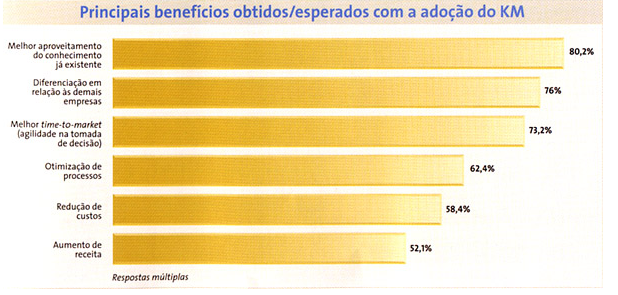 Principais benefícios obtidos/esperados com a adoção do KM
Melhor aproveitamento
do conhecimento
já existente
80,2%
Diferenciação em
relação às demais
empresas
76%
Melhor time-to-market
(agilidade na tomada
de decisão)
73,2%
Otimização de
processos
62,4%
Redução de
custos
58,4%
Aumento de
receita
52,1%
Respostas múltiplas